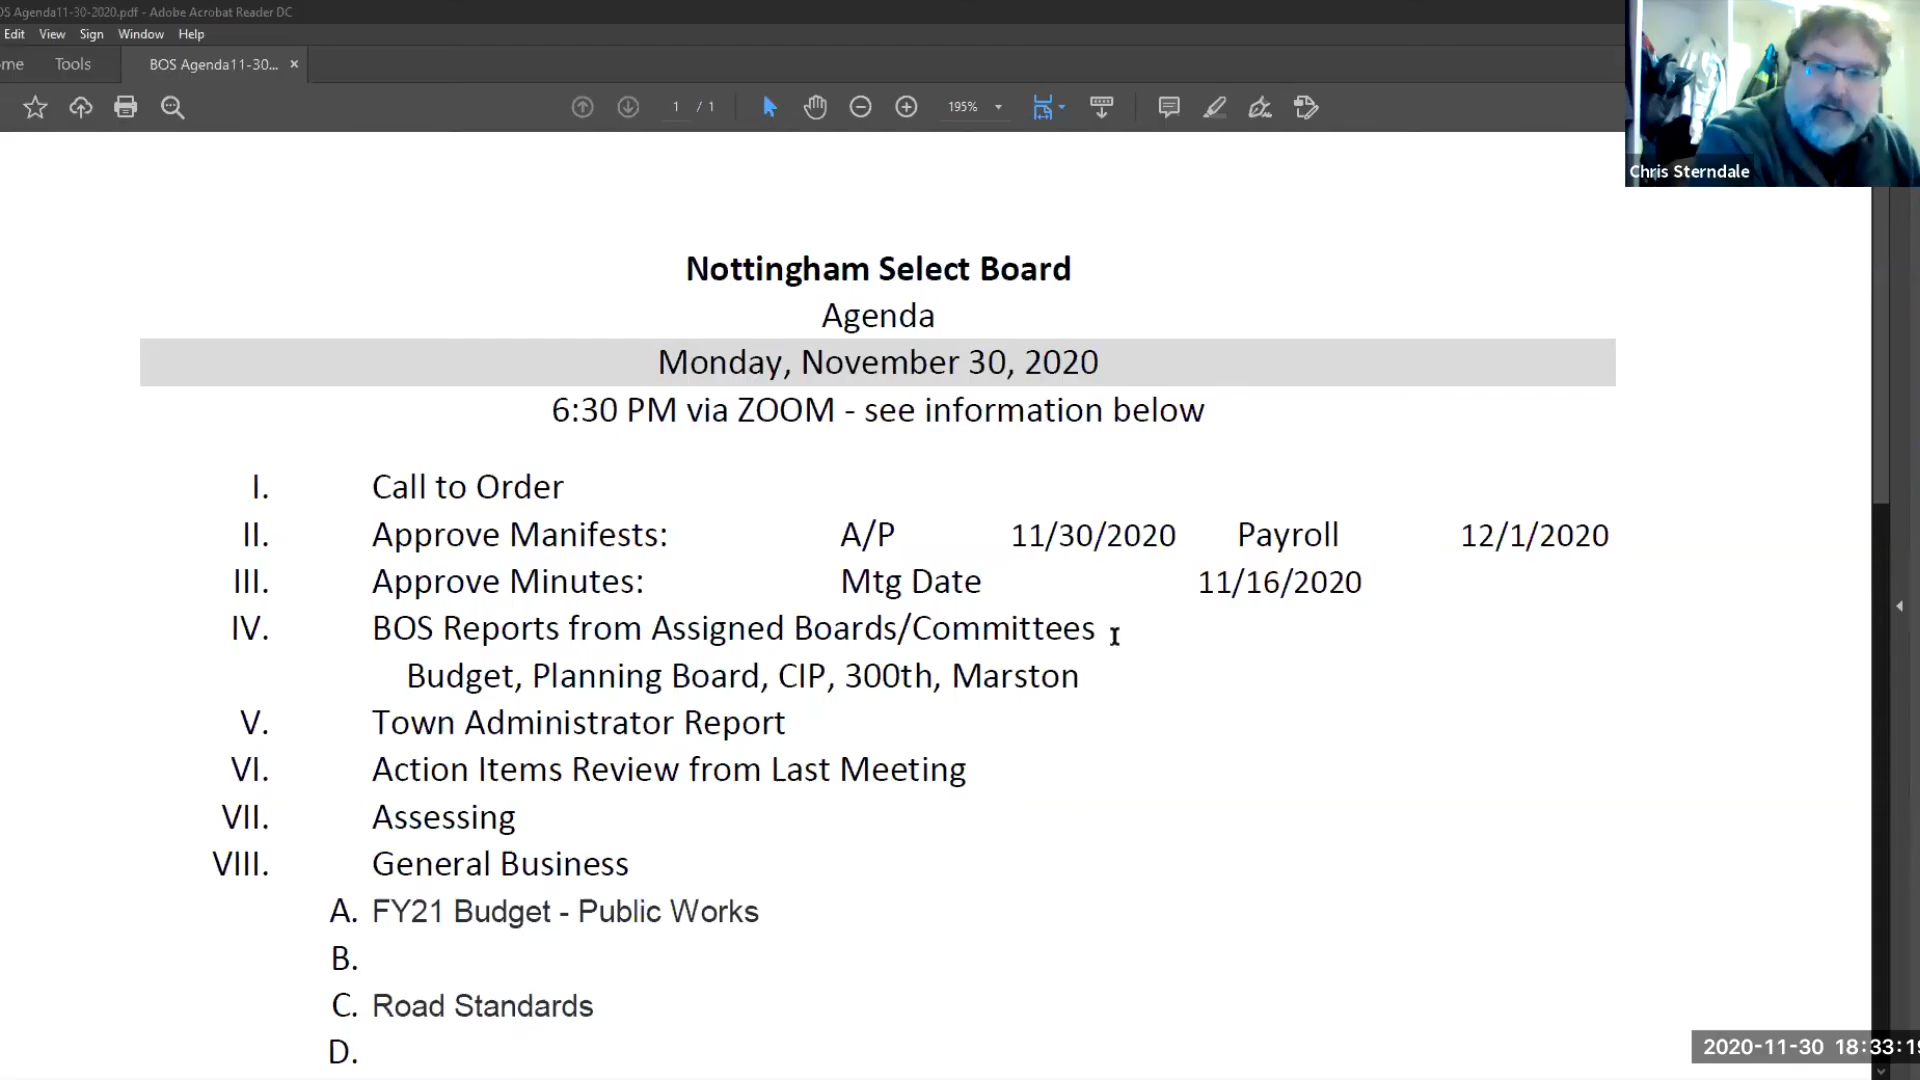 OS Agenda11-30-2020.pdf - Adobe Acrobat Reader DC
Edit View Sign Window Help
me Tools BOS Agenda11-30... ×
1 / 1 195%
Chris Sterndale
Nottingham Select Board
Agenda
Monday, November 30, 2020
6:30 PM via ZOOM - see information below
I. Call to Order
II. Approve Manifests: A/P 11/30/2020 Payroll 12/1/2020
III. Approve Minutes: Mtg Date 11/16/2020
IV. BOS Reports from Assigned Boards/Committees
Budget, Planning Board, CIP, 300th, Marston
V. Town Administrator Report
VI. Action Items Review from Last Meeting
VII. Assessing
VIII. General Business
A. FY21 Budget - Public Works
B.
C. Road Standards
D.
2020-11-30 18:33:19